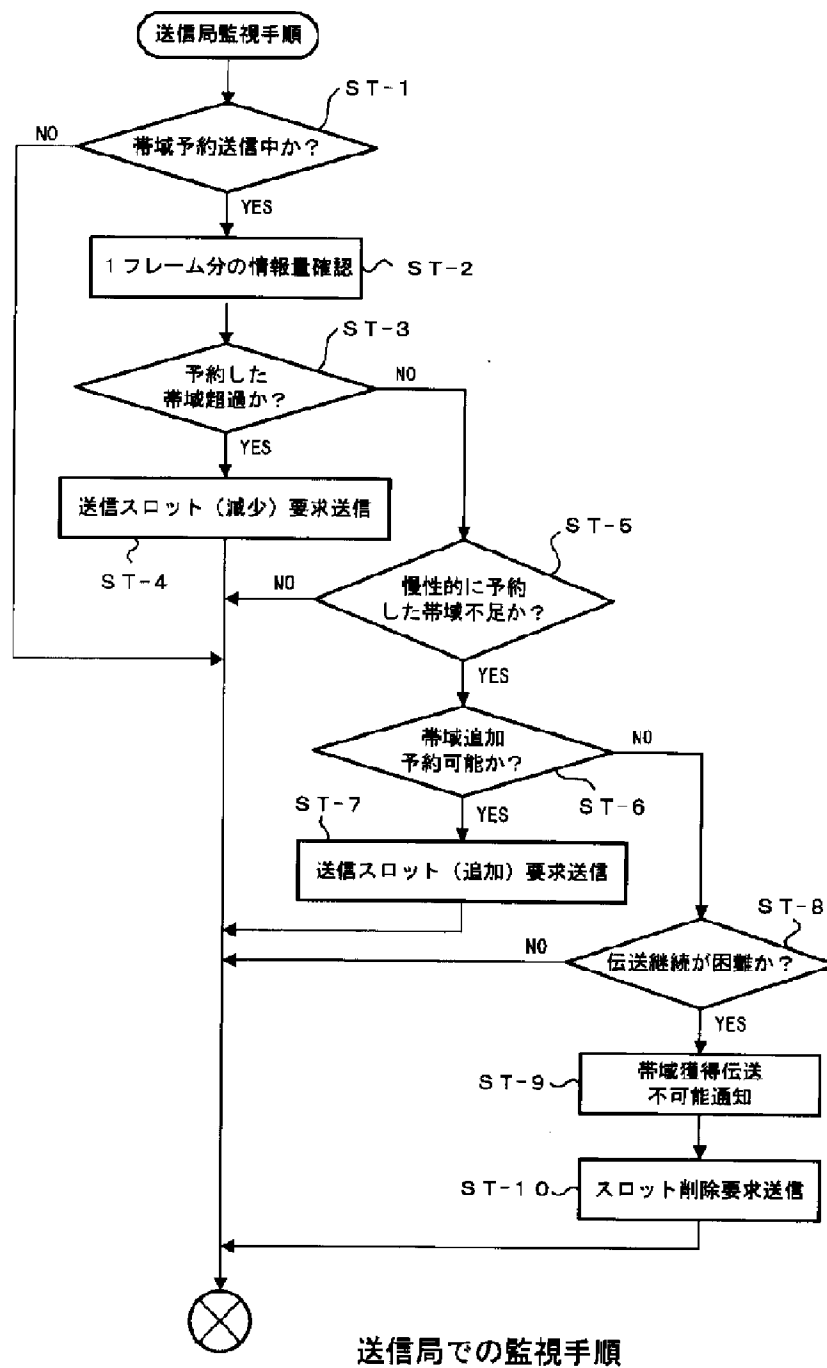 送信局監視手順
ST-1
NO
帯域予約送信中か？
YES
1フレーム分の情報量確認
ST-2
ST-3
予約した
帯域超過か？
NO
YES
送信スロット（減少）要求送信
ST-4
ST-5
NO
慢性的に予約
した帯域不足か？
YES
帯域追加
予約可能か？
NO
ST-6
YES
ST-7
送信スロット（追加）要求送信
ST-8
NO
伝送継続が困難か？
YES
ST-9
帯域獲得伝送
不可能通知
ST-10
スロット削除要求送信
送信局での監視手順